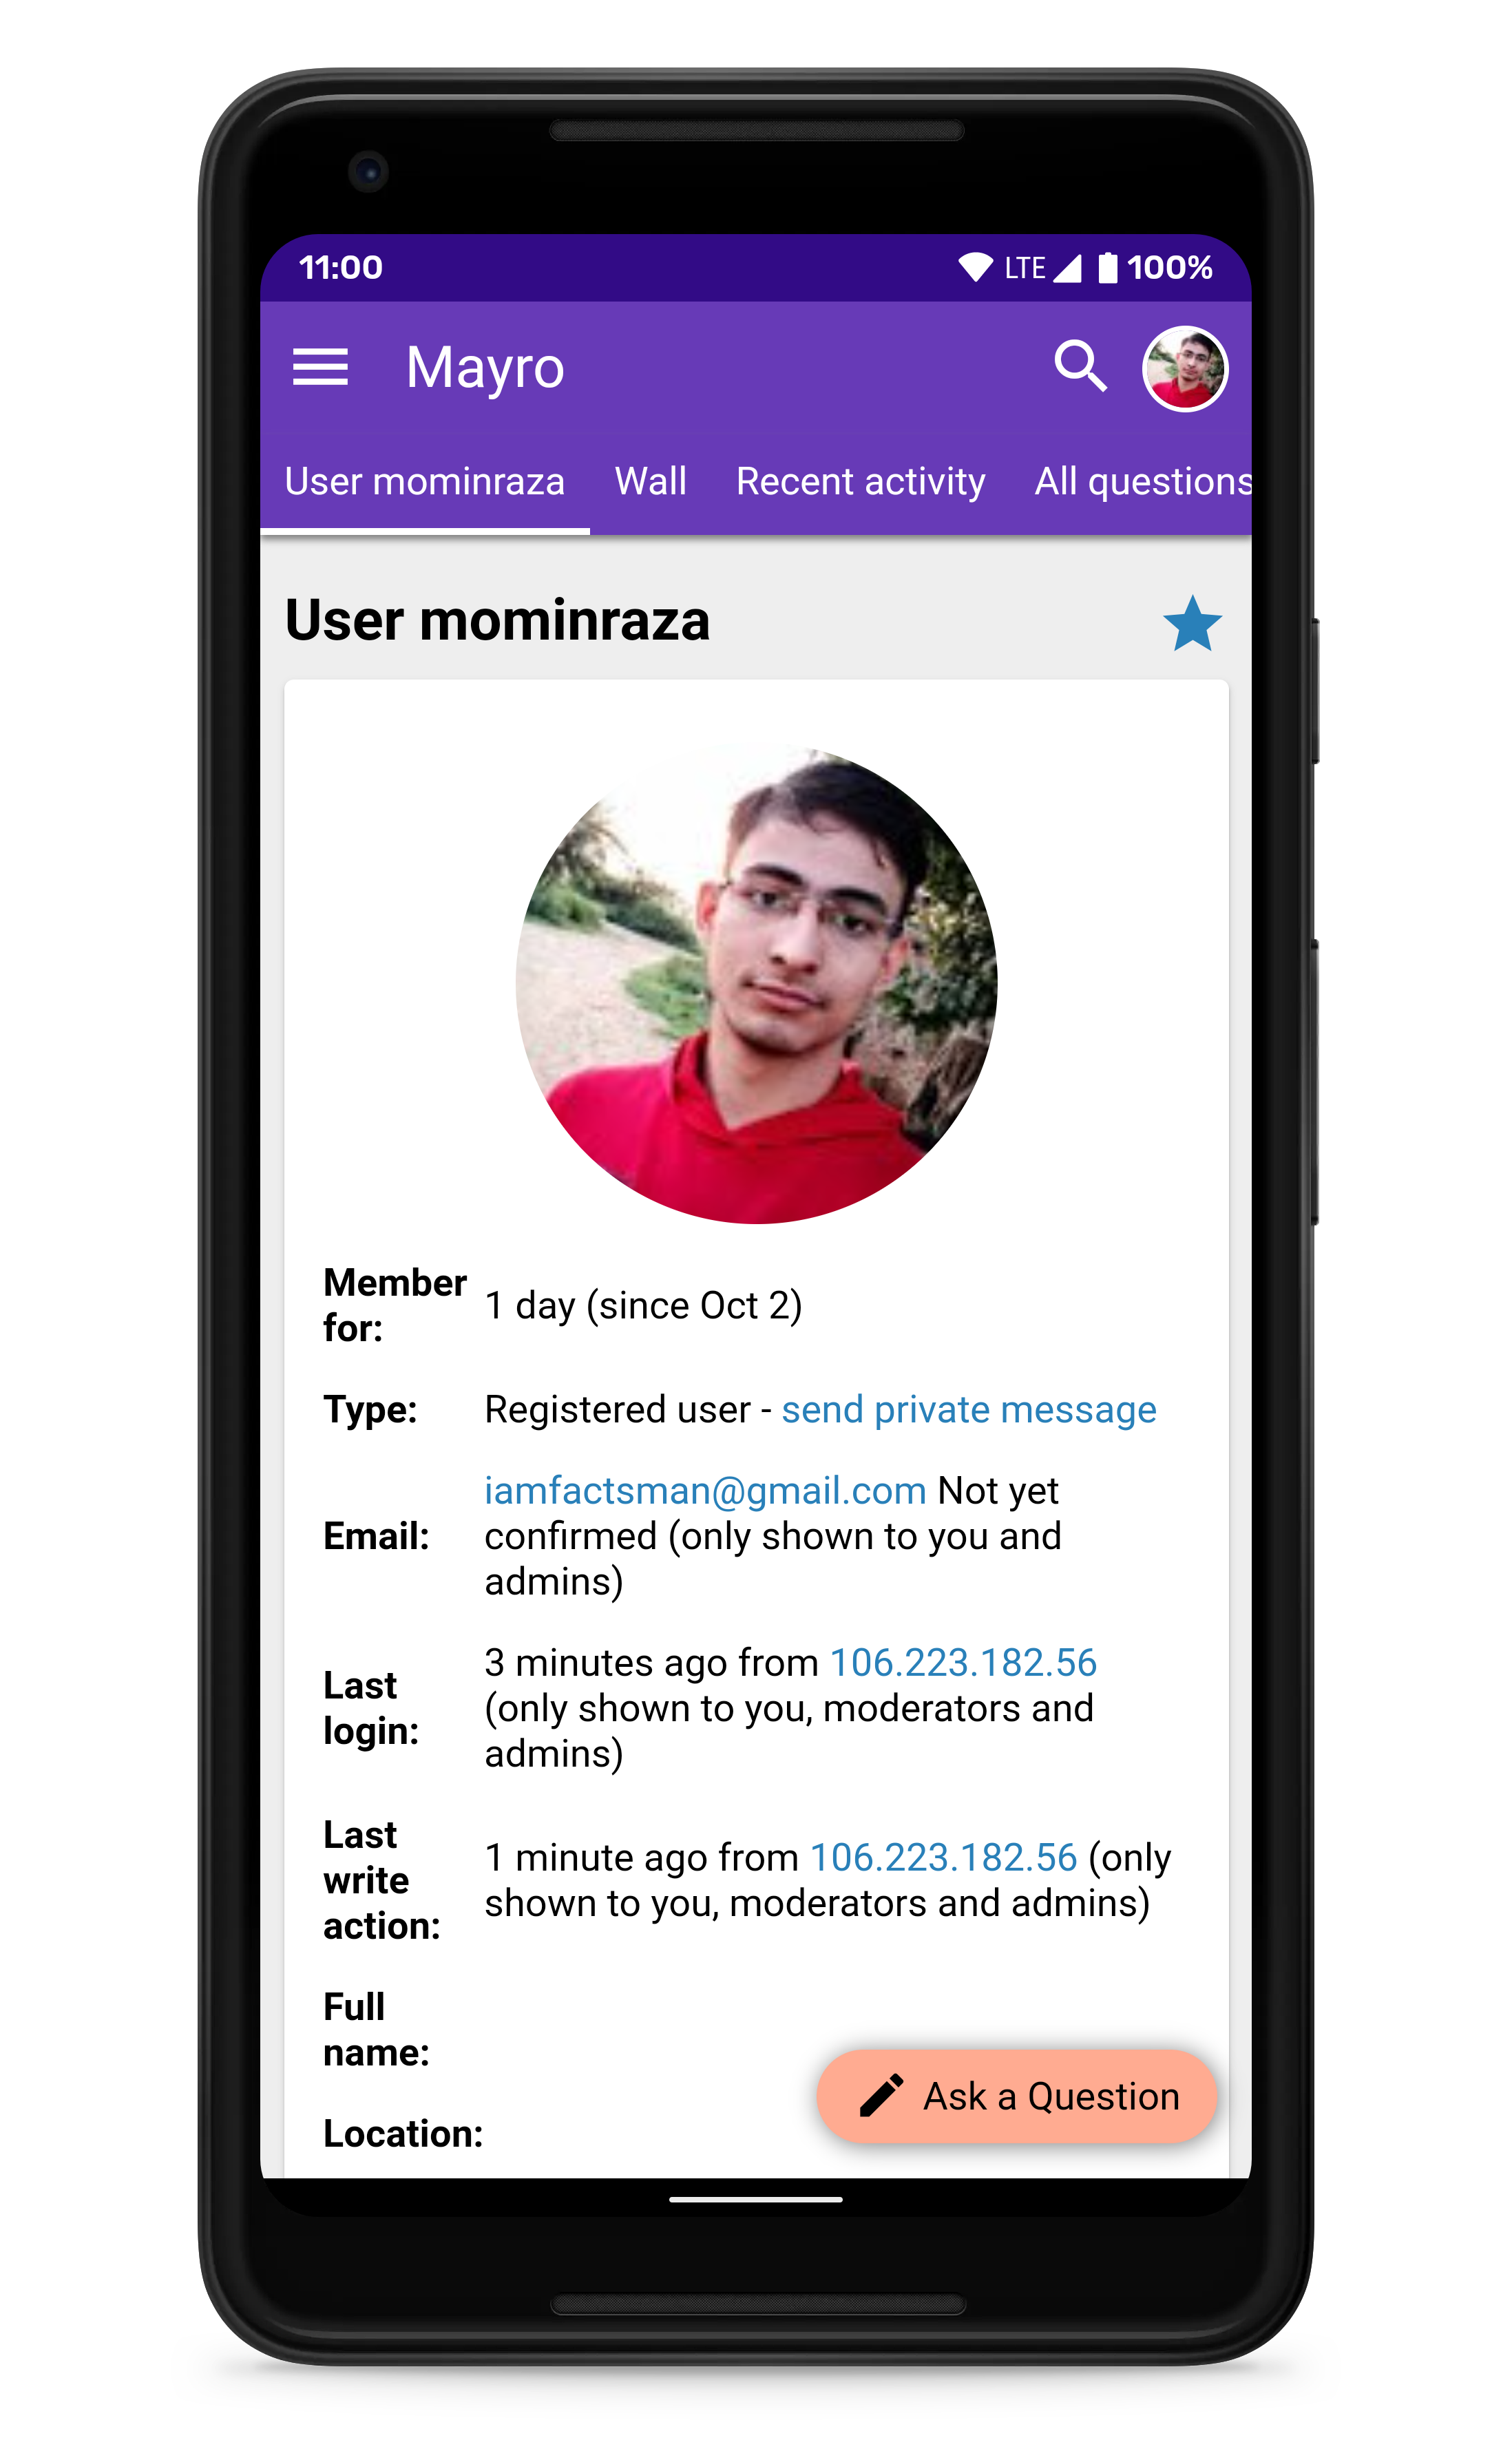 11:00 LTE 100%
Mayro
User mominraza Wall Recent activity All questions
User mominraza
Member for: 1 day (since Oct 2)
Type: Registered user - send private message
Email: iamfactsman@gmail.com Not yet
confirmed (only shown to you and
admins)
Last login: 3 minutes ago from 106.223.182.56
(only shown to you, moderators and
admins)
Last write action: 1 minute ago from 106.223.182.56 (only
shown to you, moderators and admins)
Full name:
Ask a Question
Location: